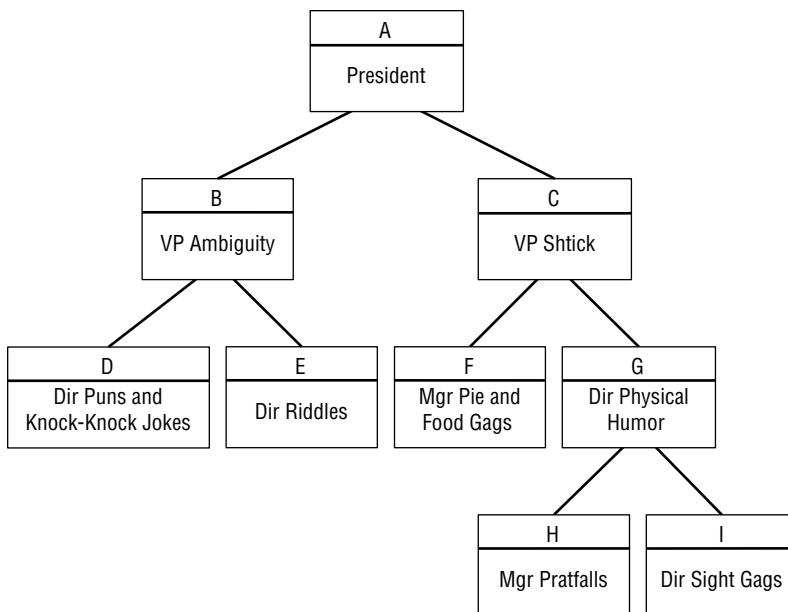 A
President
B
VP Ambiguity
C
VP Shtick
D
Dir Puns and
Knock-Knock Jokes
E
Dir Riddles
F
Mgr Pie and
Food Gags
G
Dir Physical
Humor
H
Mgr Pratfalls
I
Dir Sight Gags